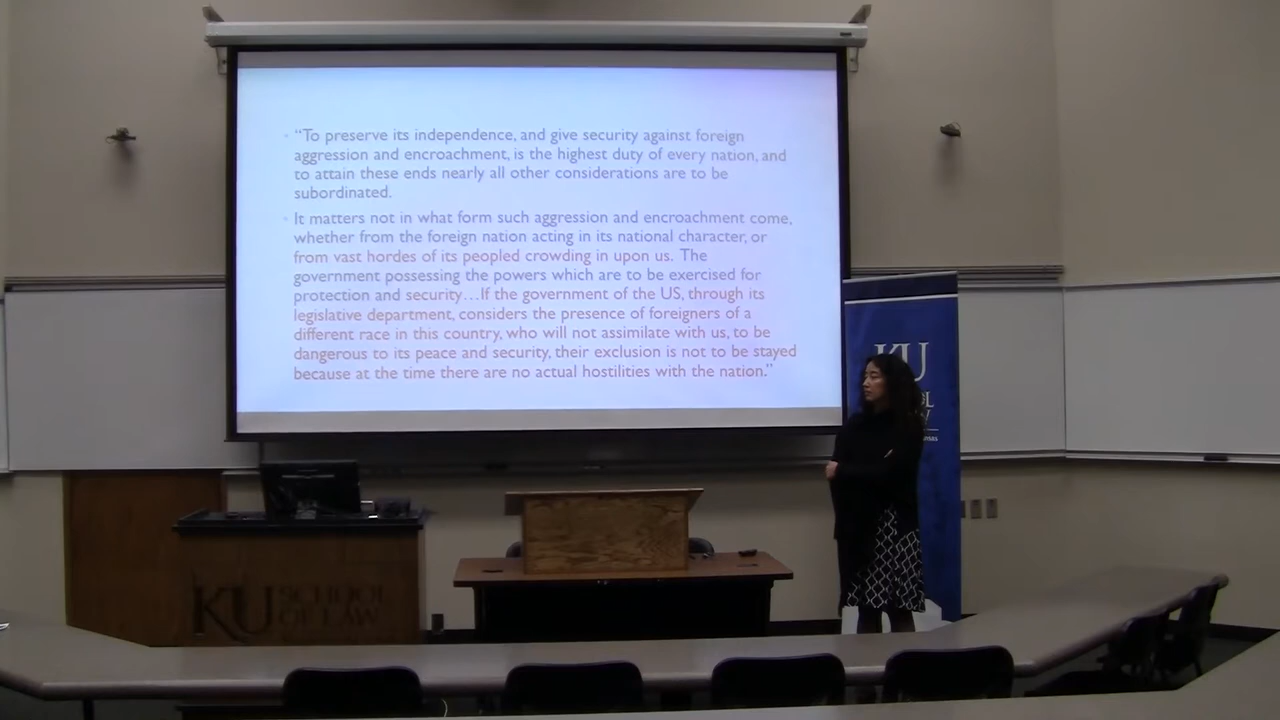 “To preserve its independence, and give security against foreign
aggression and encroachment, is the highest duty of every nation, and
to attain these ends nearly all other considerations are to be
subordinated.
It matters not in what form such aggression and encroachment come,
whether from the foreign nation acting in its national character, or
from vast hordes of its peopled crowding in upon us. The
government possessing the powers which are to be exercised for
protection and security…If the government of the US, through its
legislative department, considers the presence of foreigners of a
different race in this country, who will not assimilate with us, to be
dangerous to its peace and security, their exclusion is not to be stayed
because at the time there are no actual hostilities with the nation.”
KU
KU SCHOOL
OF LAW